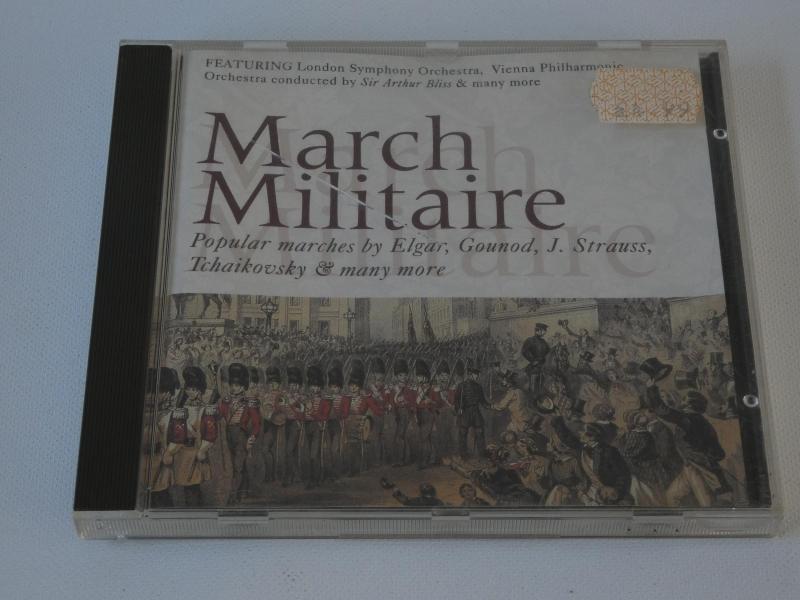 FEATURING London Symphony Orchestra, Vienna Philharmonic
Orchestra conducted by Sir Arthur Bliss & many more
March
Militaire
Popular marches by Elgar, Gounod, J. Strauss,
Tchaikovsky & many more